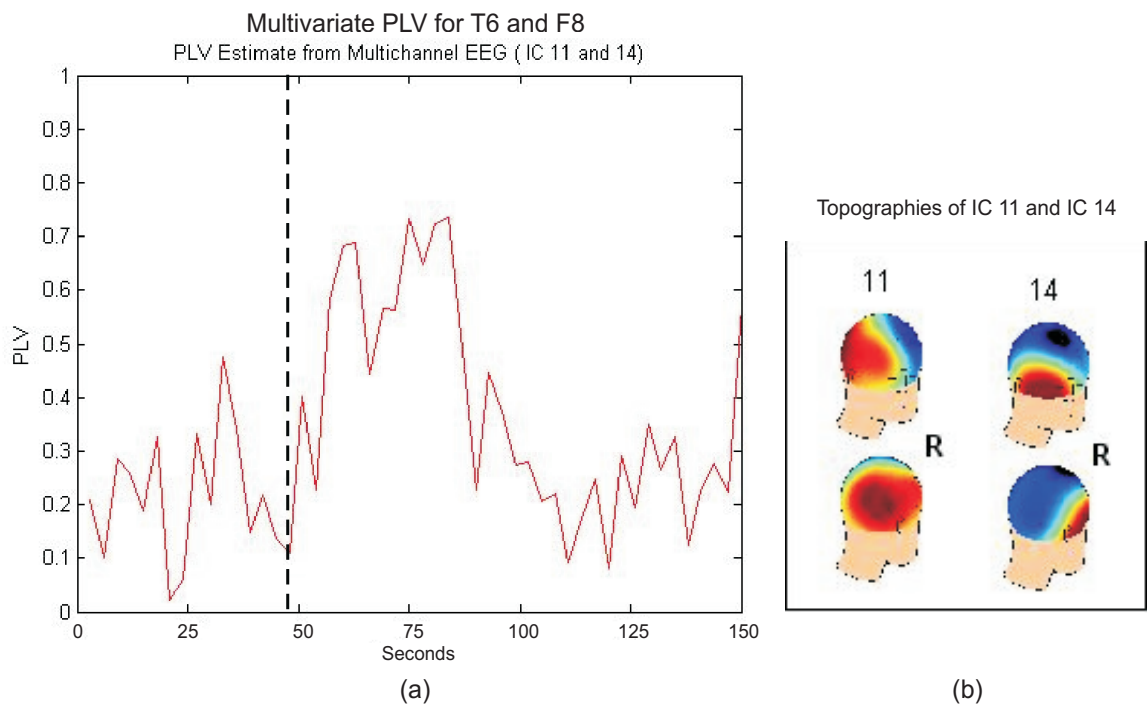 Multivariate PLV for T6 and F8
PLV Estimate from Multichannel EEG ( IC 11 and 14)
1
0.9
0.8
0.7
0.6
0.5
0.4
0.3
0.2
0.1
0
PLV
0 25 50 75 100 125 150
Seconds
(a)
Topographies of IC 11 and IC 14
11 14
R R
(b)